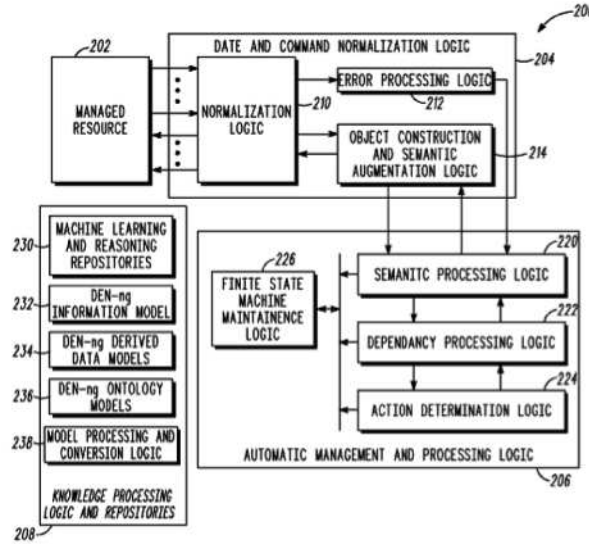 200
202
DATE AND COMMAND NORMALIZATION LOGIC
204
MANAGED
RESOURCE
NORMALIZATION
LOGIC
210
ERROR PROCESSING LOGIC
212
OBJECT CONSTRUCTION
AND SEMANTIC
AUGMENTATION LOGIC
214
230
MACHINE LEARNING
AND REASONING
REPOSITORIES
232
DEN-ng
INFORMATION MODEL
234
DEN-ng DERIVED
DATA MODELS
236
DEN-ng ONTOLOGY
MODELS
238
MODEL PROCESSING AND
CONVERSION LOGIC
KNOWLEDGE PROCESSING
LOGIC AND REPOSITORIES
208
226
FINITE STATE
MACHINE
MAINTAINENCE
LOGIC
220
SEMANITC PROCESSING LOGIC
222
DEPENDANCY PROCESSING LOGIC
224
ACTION DETERMINATION LOGIC
AUTOMATIC MANAGEMENT AND PROCESSING LOGIC
206